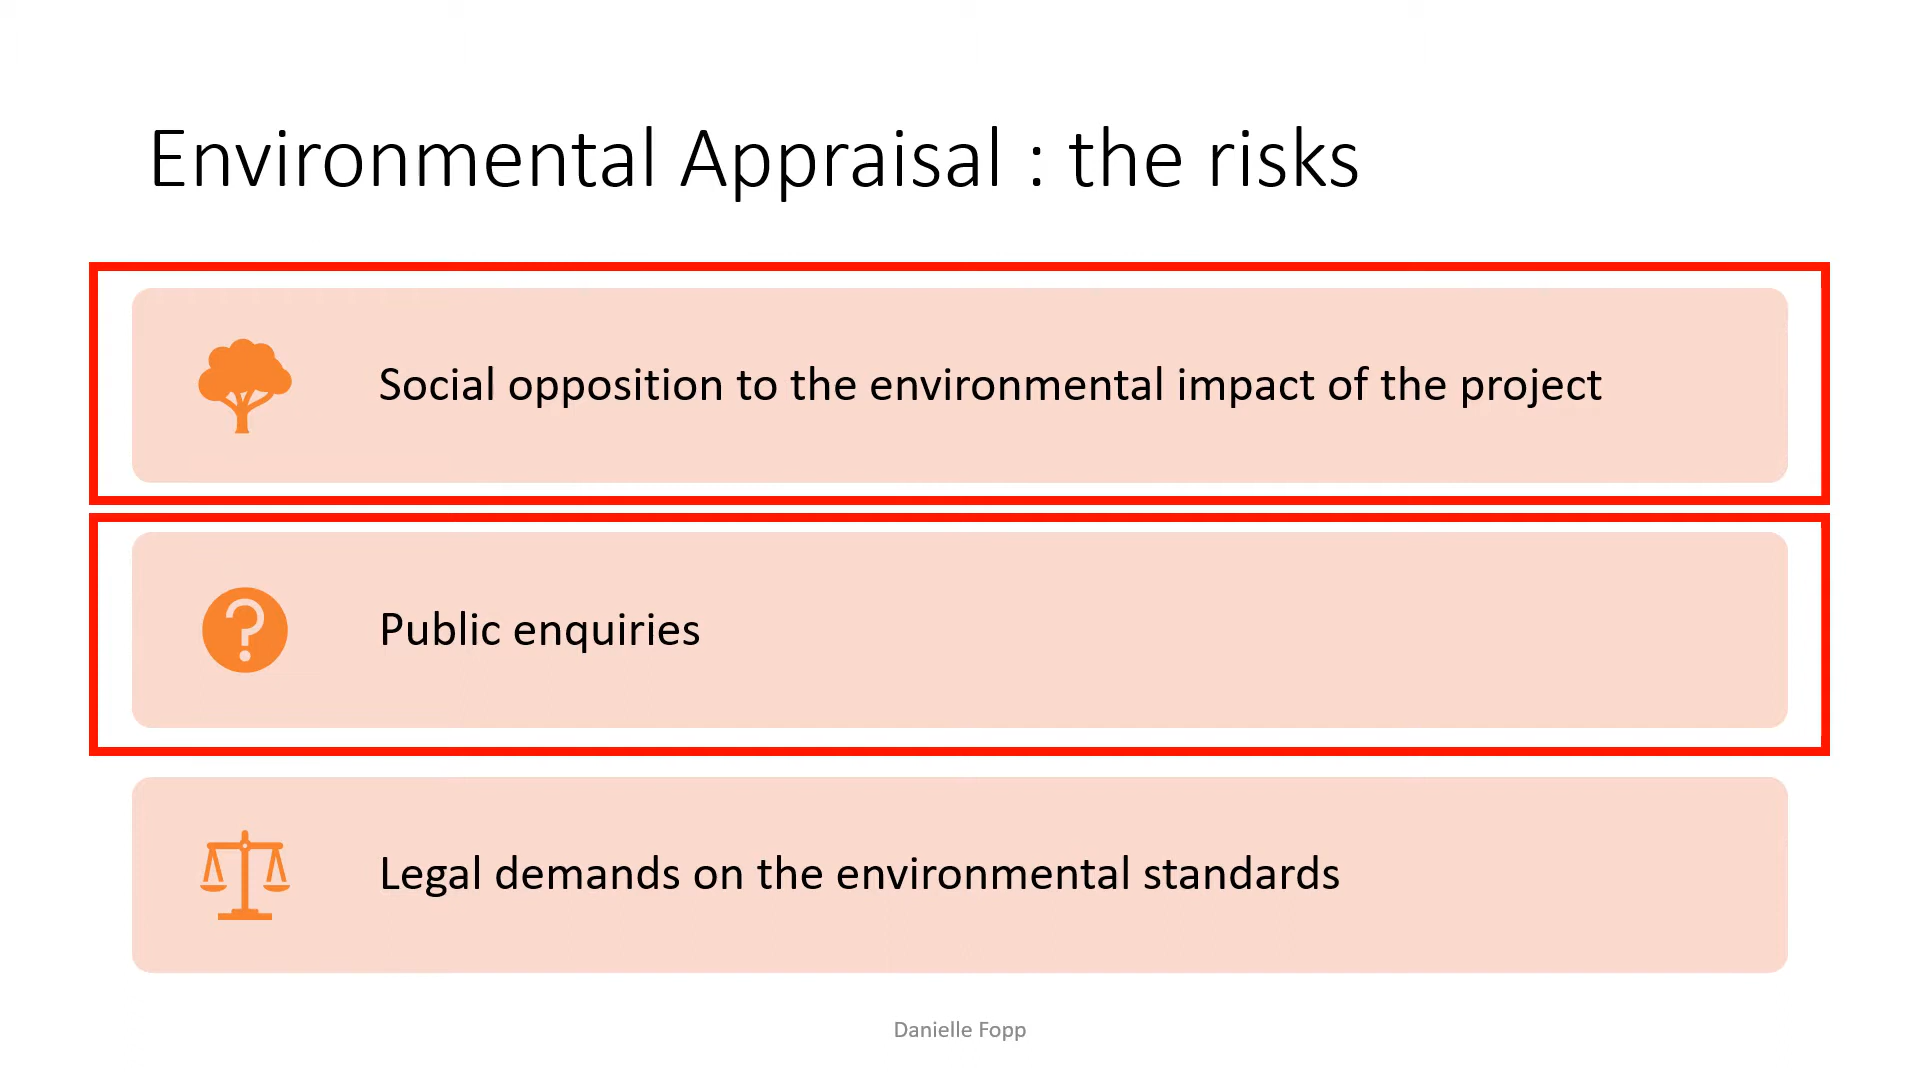 Environmental Appraisal : the risks
Social opposition to the environmental impact of the project
Public enquiries
Legal demands on the environmental standards
Danielle Fopp